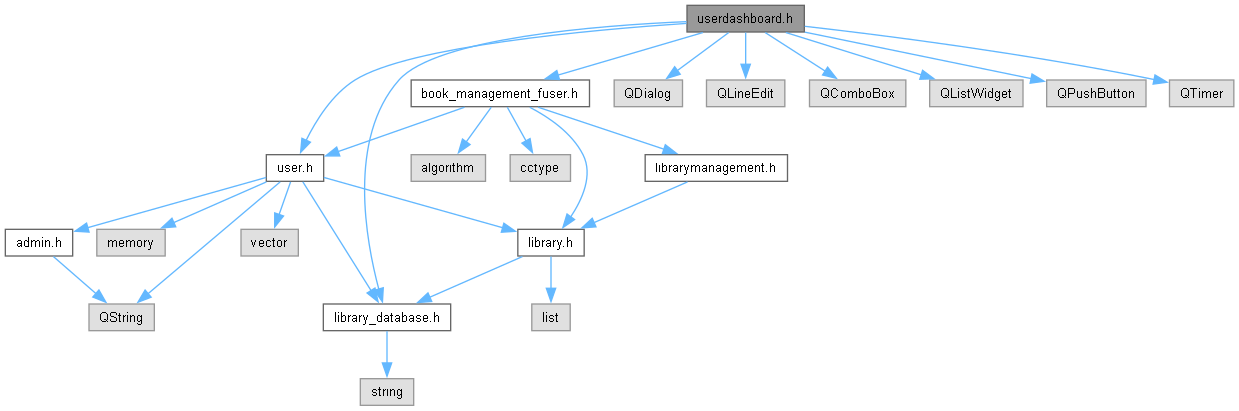 userdashboard.h
book_management_fuser.h
QDialog
QLineEdit
QComboBox
QListWidget
QPushButton
QTimer
user.h
algorithm
cctype
librarymanagement.h
admin.h
memory
vector
library.h
QString
library_database.h
list
string